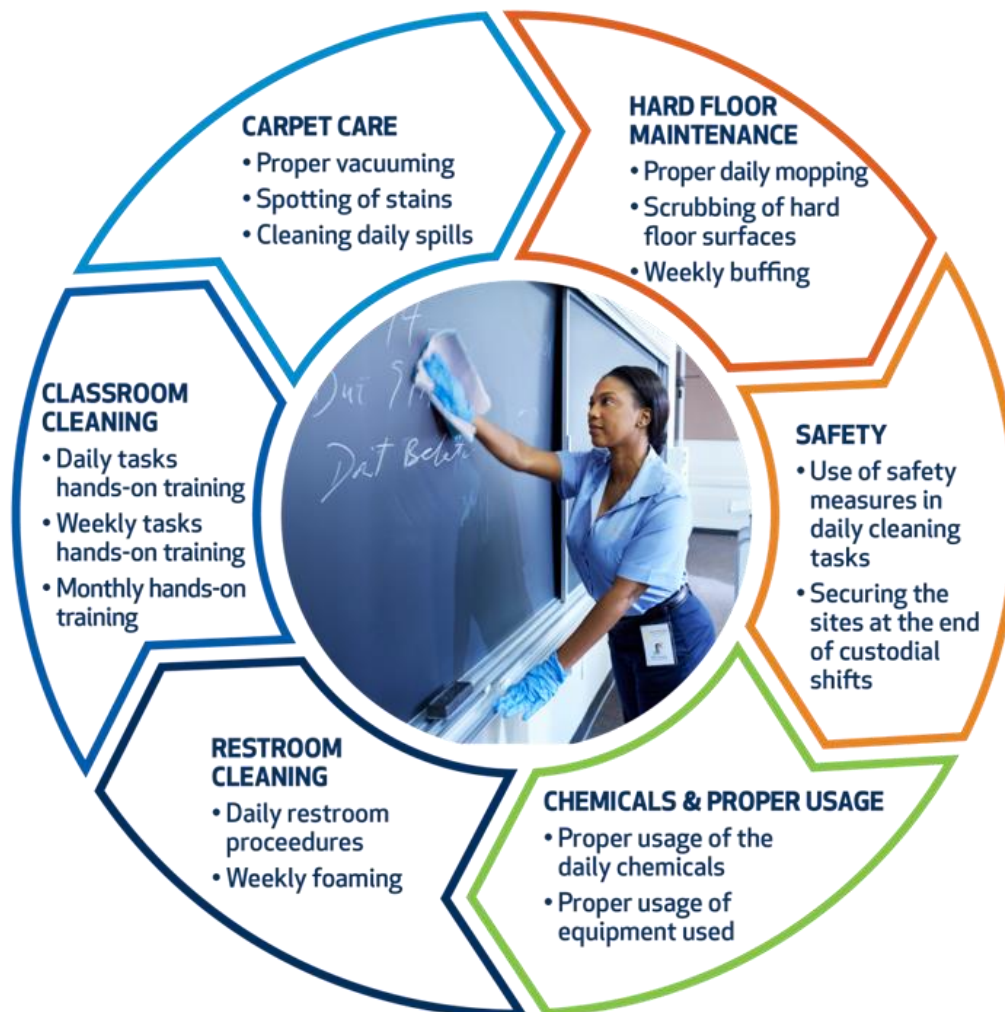 CARPET CARE
• Proper vacuuming
• Spotting of stains
• Cleaning daily spills
HARD FLOOR
MAINTENANCE
• Proper daily mopping
• Scrubbing of hard
floor surfaces
• Weekly buffing
SAFETY
• Use of safety
measures in
daily cleaning
tasks
• Securing the
sites at the end
of custodial
shifts
CHEMICALS & PROPER USAGE
• Proper usage of the
daily chemicals
• Proper usage of
equipment used
RESTROOM
CLEANING
• Daily restroom
proceedures
• Weekly foaming
CLASSROOM
CLEANING
• Daily tasks
hands-on training
• Weekly tasks
hands-on training
• Monthly hands-on
training
14